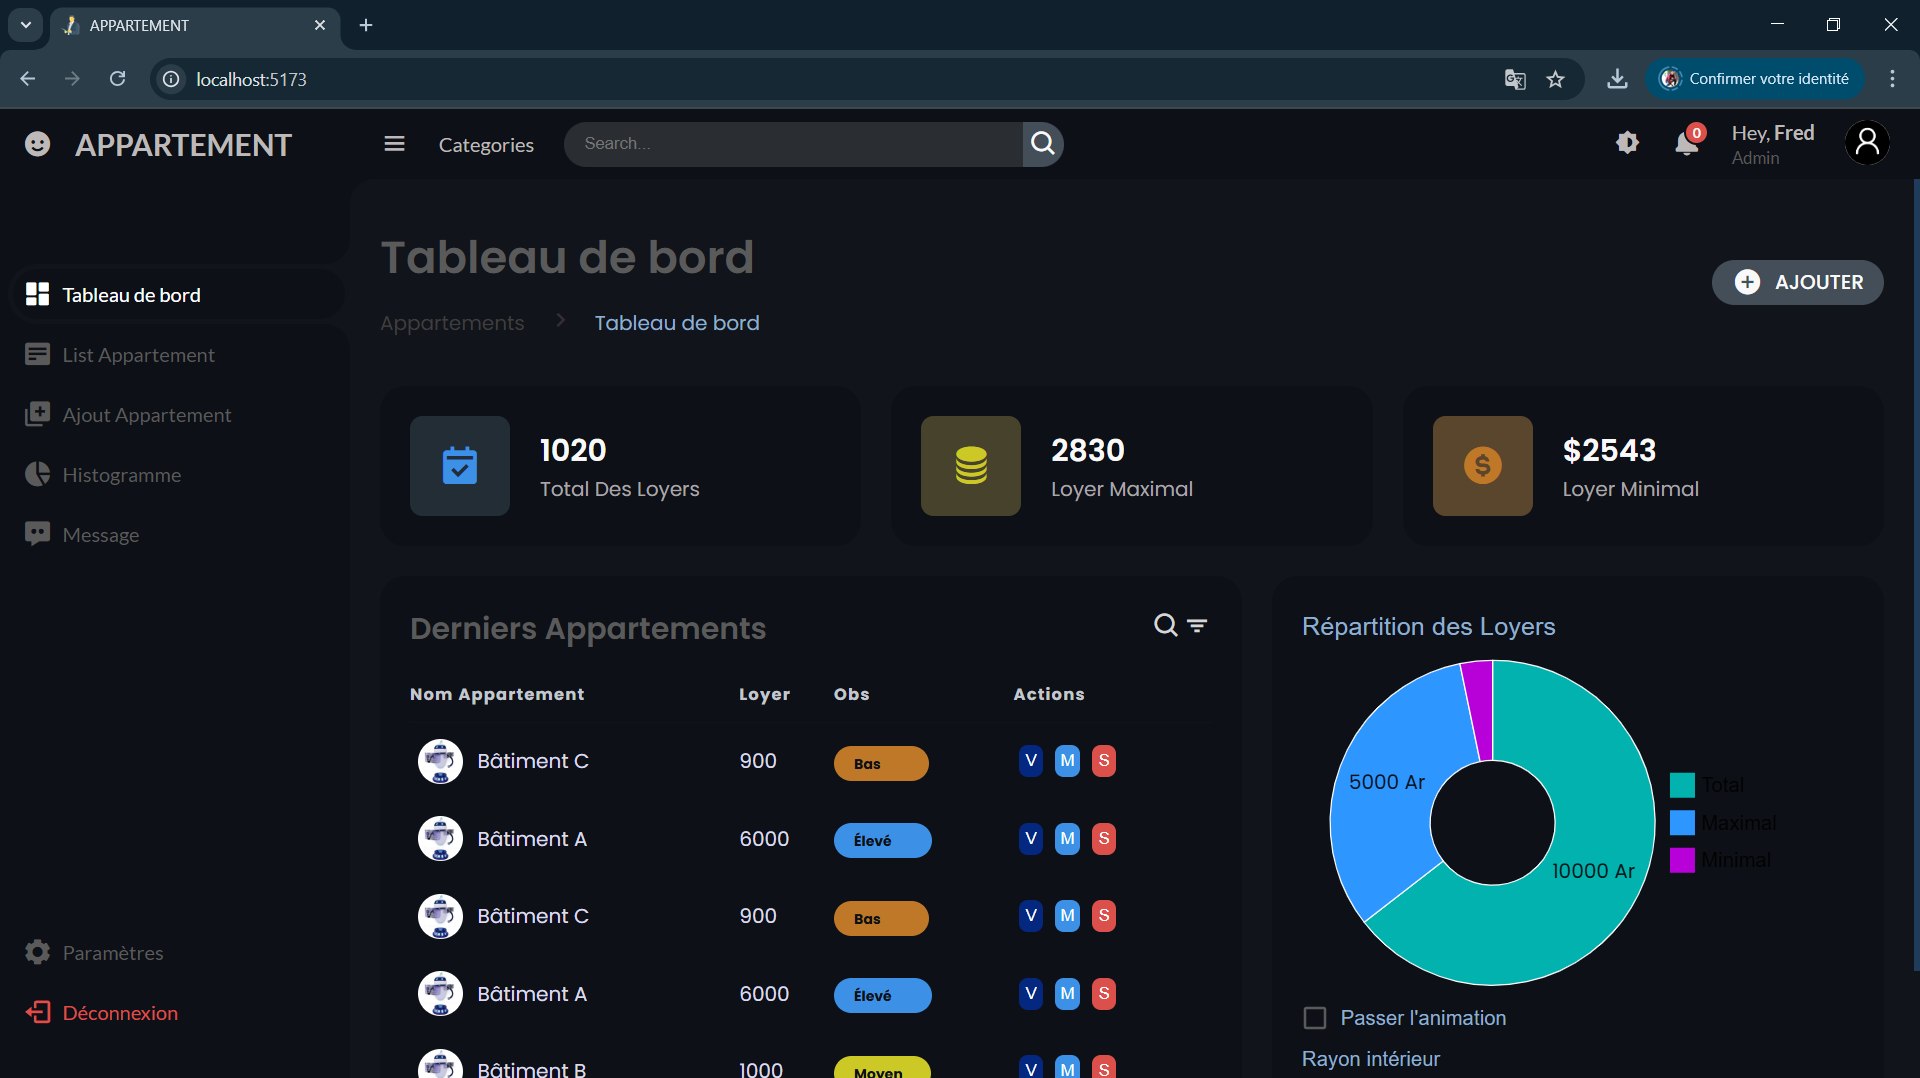 APPARTEMENT
localhost:5173
Confirmer votre identité
APPARTEMENT
Categories
Search...
0
Hey, Fred
Admin
Tableau de bord
List Appartement
Ajout Appartement
Histogramme
Message
Paramètres
Déconnexion
Tableau de bord
Appartements
Tableau de bord
AJOUTER
1020
Total Des Loyers
2830
Loyer Maximal
$2543
Loyer Minimal
Derniers Appartements
Nom Appartement Loyer Obs Actions
Bâtiment C 900 Bas V M S
Bâtiment A 6000 Élevé V M S
Bâtiment C 900 Bas V M S
Bâtiment A 6000 Élevé V M S
Bâtiment B 1000 Moyen V M S
Répartition des Loyers
5000 Ar
10000 Ar
Total
Maximal
Minimal
Passer l'animation
Rayon intérieur